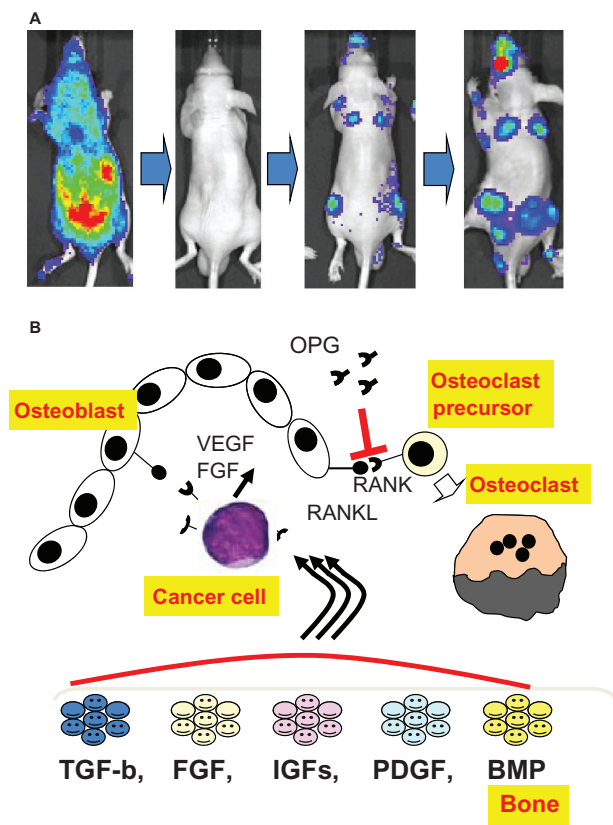 A
B
OPG
Osteoblast
Osteoclast
precursor
VEGF
FGF
RANK
RANKL
Osteoclast
Cancer cell
TGF-b, FGF, IGFs, PDGF, BMP
Bone